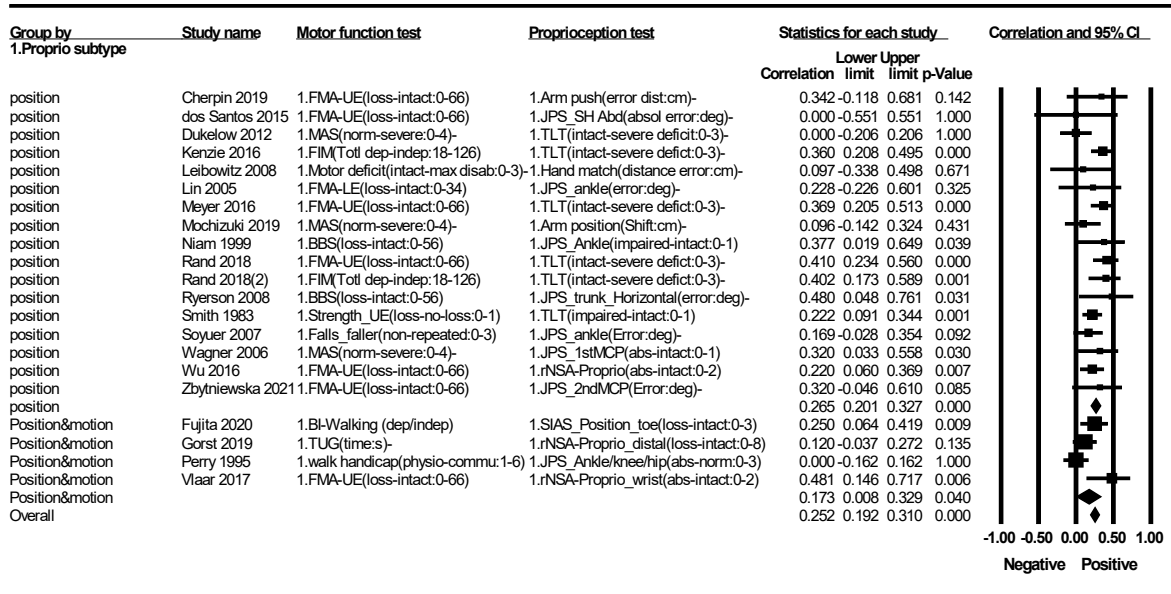 Group by Study name Motor function test Proprioception test Statistics for each study Correlation and 95% CI
1.Proprio subtype
Lower Upper
Correlation limit limit p-Value
position Cherpin 2019 1.FMA-UE(loss-intact:0-66) 1.Arm push(error dist:cm)- 0.342 -0.118 0.681 0.142
position dos Santos 2015 1.FMA-UE(loss-intact:0-66) 1.JPS_SH Abd(absol error:deg)- 0.000 -0.551 0.551 1.000
position Dukelow 2012 1.MAS(norm-severe:0-4)- 1.TLT(intact-severe deficit:0-3)- 0.000 -0.206 0.206 1.000
position Kenzie 2016 1.FIM(Totl dep-indep:18-126) 1.TLT(intact-severe defict:0-3)- 0.360 0.208 0.495 0.000
position Leibowitz 2008 1.Motor deficit(intact-max disab:0-3)- 1.Hand match(distance error:cm)- 0.097 -0.338 0.498 0.671
position Lin 2005 1.FMA-LE(loss-intact:0-34) 1.JPS_ankle(error:deg)- 0.228 -0.226 0.601 0.325
position Meyer 2016 1.FMA-UE(loss-intact:0-66) 1.TLT(intact-severe deficit:0-3)- 0.369 0.205 0.513 0.000
position Mochizuki 2019 1.MAS(norm-severe:0-4)- 1.Arm position(Shift:cm)- 0.096 -0.142 0.324 0.431
position Niam 1999 1.BBS(loss-intact:0-56) 1.JPS_Ankle(impaired-intact:0-1) 0.377 0.019 0.649 0.039
position Rand 2018 1.FMA-UE(loss-intact:0-66) 1.TLT(intact-severe deficit:0-3)- 0.410 0.234 0.560 0.000
position Rand 2018(2) 1.FIM(Totl dep-indep:18-126) 1.TLT(intact-severe deficit:0-3)- 0.402 0.173 0.589 0.001
position Ryerson 2008 1.BBS(loss-intact:0-56) 1.JPS_trunk_Horizontal(error:deg)- 0.480 0.048 0.761 0.031
position Smith 1983 1.Strength_UE(loss-no-loss:0-1) 1.TLT(impaired-intact:0-1) 0.222 0.091 0.344 0.001
position Soyuer 2007 1.Falls_faller(non-repeated:0-3) 1.JPS_ankle(Error:deg)- 0.169 -0.028 0.354 0.092
position Wagner 2006 1.MAS(norm-severe:0-4)- 1.JPS_1stMCP(abs-intact:0-1) 0.320 0.033 0.558 0.030
position Wu 2016 1.FMA-UE(loss-intact:0-66) 1.rNSA-Proprio(abs-intact:0-2) 0.220 0.060 0.369 0.007
position Zbytniewska 2021 1.FMA-UE(loss-intact:0-66) 1.JPS_2ndMCP(Error:deg)- 0.320 -0.046 0.610 0.085
position 0.265 0.201 0.327 0.000
Position&motion Fujita 2020 1.BI-Walking (dep/indep) 1.SIAS_Position_toe(loss-intact:0-3) 0.250 0.064 0.419 0.009
Position&motion Gorst 2019 1.TUG(time:s)- 1.rNSA-Proprio_distal(loss-intact:0-8) 0.120 -0.037 0.272 0.135
Position&motion Perry 1995 1.walk handicap(physio-commu:1-6) 1.JPS_Ankle/knee/hip(abs-norm:0-3) 0.000 -0.162 0.162 1.000
Position&motion Vlaar 2017 1.FMA-UE(loss-intact:0-66) 1.rNSA-Proprio_wrist(abs-intact:0-2) 0.481 0.146 0.717 0.006
Position&motion 0.173 0.008 0.329 0.040
Overall 0.252 0.192 0.310 0.000
-1.00 -0.50 0.00 0.50 1.00
Negative Positive